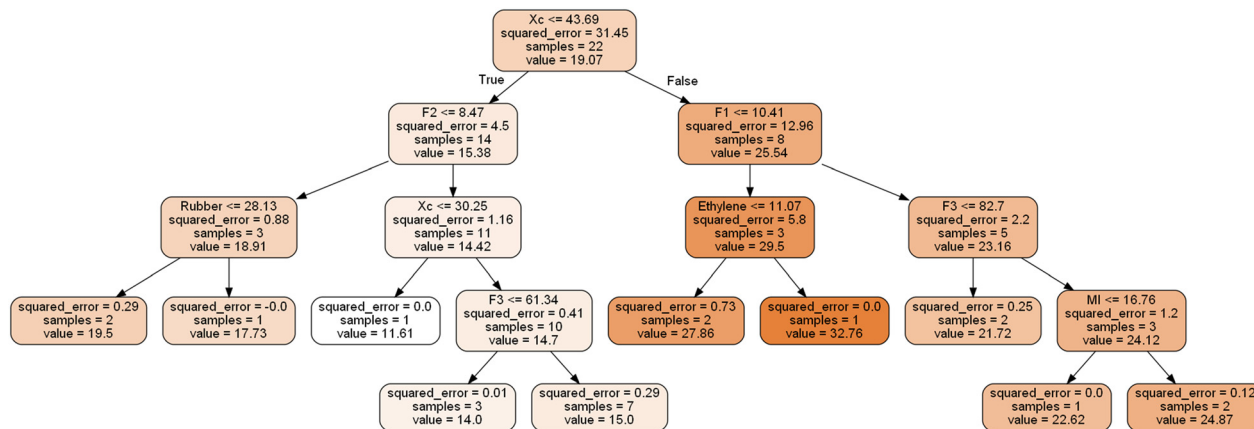 Xc <= 43.69
squared_error = 31.45
samples = 22
value = 19.07
True
False
F2 <= 8.47
squared_error = 4.5
samples = 14
value = 15.38
F1 <= 10.41
squared_error = 12.96
samples = 8
value = 25.54
Rubber <= 28.13
squared_error = 0.88
samples = 3
value = 18.91
Xc <= 30.25
squared_error = 1.16
samples = 11
value = 14.42
Ethylene <= 11.07
squared_error = 5.8
samples = 3
value = 29.5
F3 <= 82.7
squared_error = 2.2
samples = 5
value = 23.16
squared_error = 0.29
samples = 2
value = 19.5
squared_error = -0.0
samples = 1
value = 17.73
squared_error = 0.0
samples = 1
value = 11.61
F3 <= 61.34
squared_error = 0.41
samples = 10
value = 14.7
squared_error = 0.73
samples = 2
value = 27.86
squared_error = 0.0
samples = 1
value = 32.76
squared_error = 0.25
samples = 2
value = 21.72
MI <= 16.76
squared_error = 1.2
samples = 3
value = 24.12
squared_error = 0.01
samples = 3
value = 14.0
squared_error = 0.29
samples = 7
value = 15.0
squared_error = 0.0
samples = 1
value = 22.62
squared_error = 0.12
samples = 2
value = 24.87